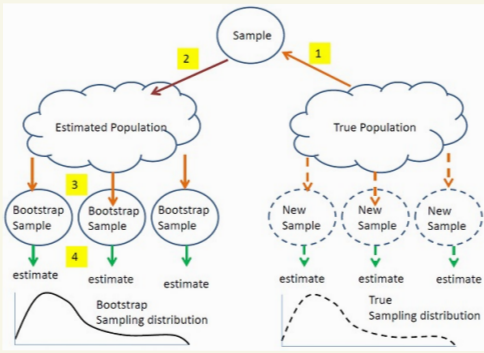 Sample
2
1
Estimated Population
True Population
3
Bootstrap
Sample
Bootstrap
Sample
Bootstrap
Sample
New
Sample
New
Sample
New
Sample
4
estimate
estimate
estimate
estimate
estimate
estimate
Bootstrap
Sampling distribution
True
Sampling distribution